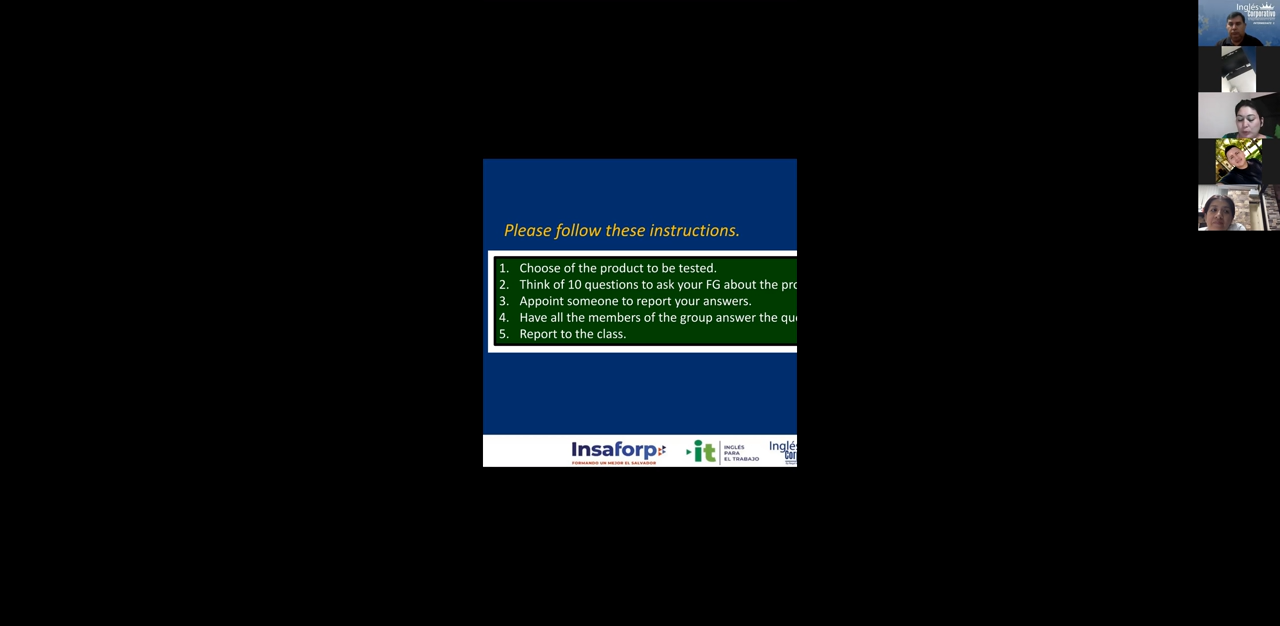 Please follow these instructions.
1. Choose of the product to be tested.
2. Think of 10 questions to ask your FG about the pro
3. Appoint someone to report your answers.
4. Have all the members of the group answer the que
5. Report to the class.
Insaforp
FORMANDO UN MEJOR EL SALVADOR
it
INGLÉS
PARA
EL TRABAJO
Inglés
Cor
Inglés
Corporativo